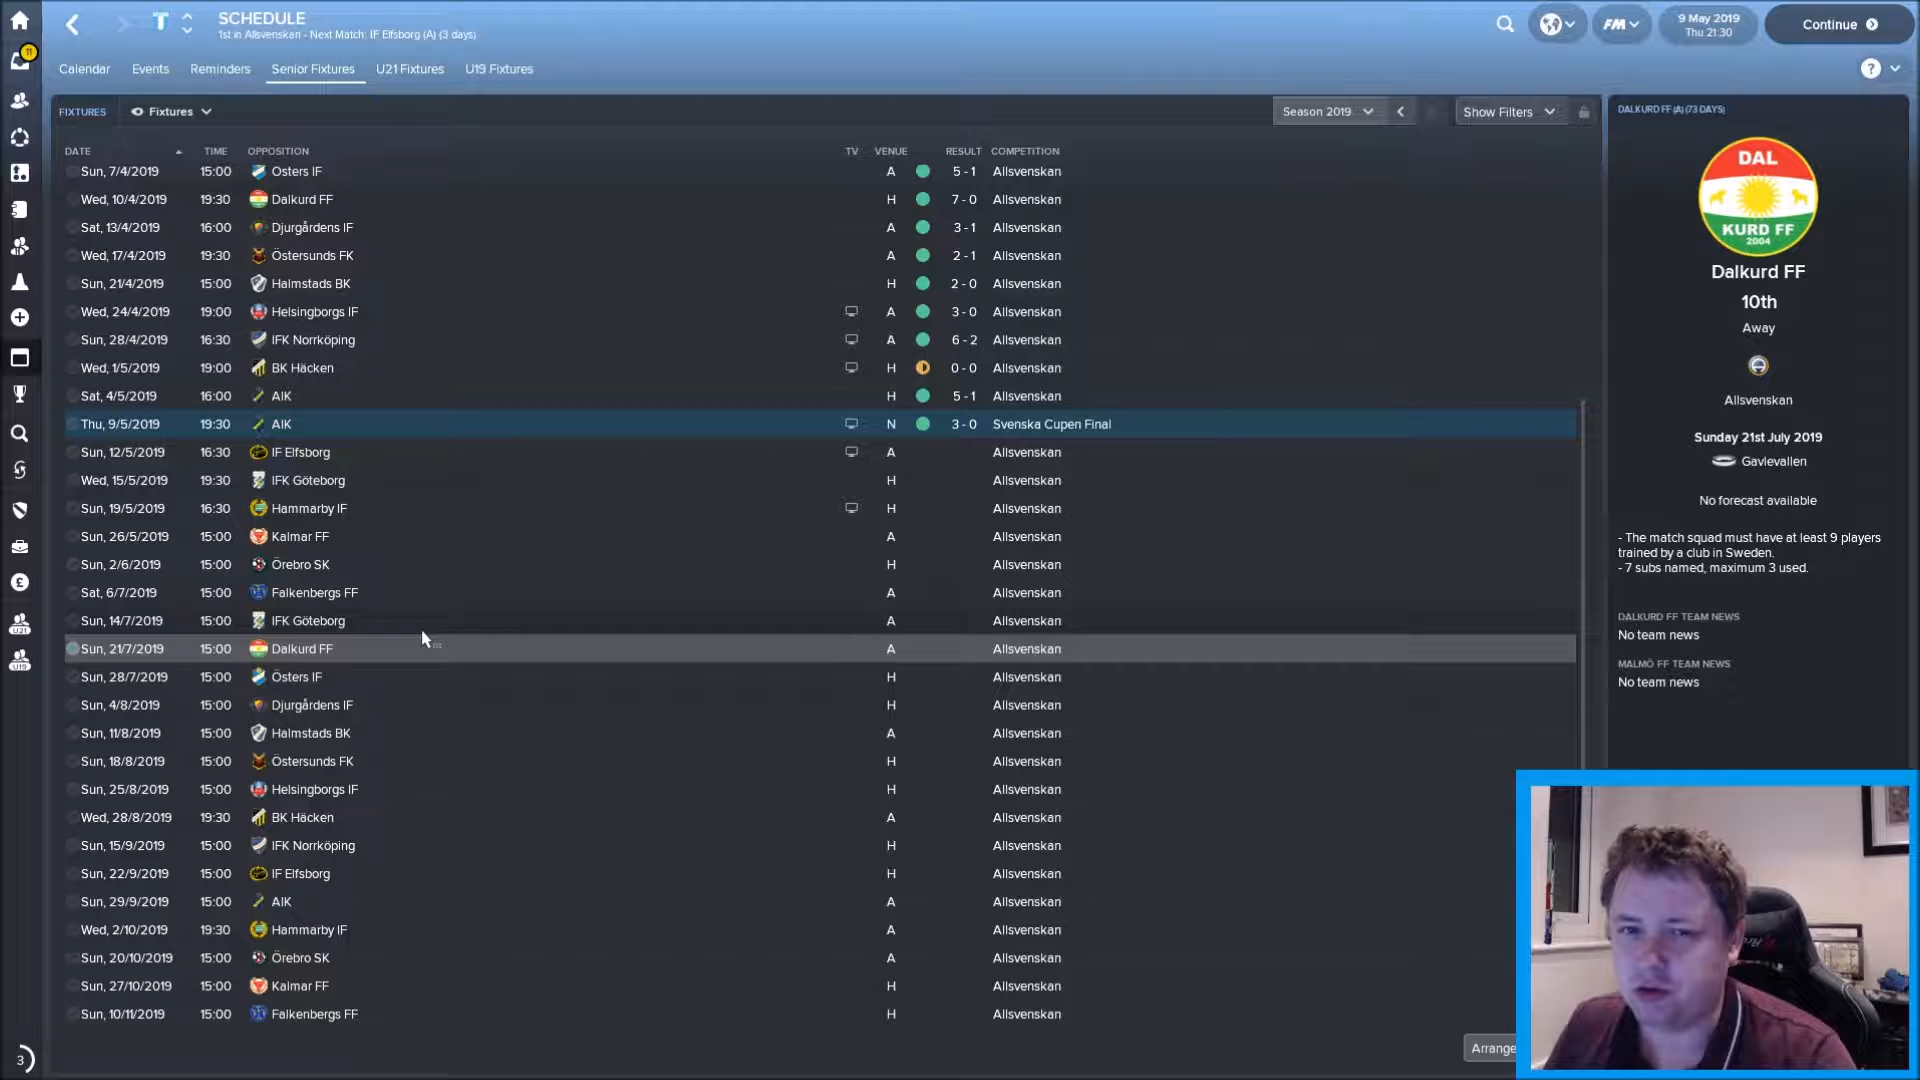 11
T
SCHEDULE
1st in Allsvenskan - Next Match: IF Elfsborg (A) (3 days)
FM
9 May 2019
Thu 21:30
Continue
Calendar Events Reminders Senior Fixtures U21 Fixtures U19 Fixtures
?
FIXTURES Fixtures Season 2019 Show Filters
DATE TIME OPPOSITION TV VENUE RESULT COMPETITION
Sun, 7/4/2019 15:00 Östers IF A 5 - 1 Allsvenskan
Wed, 10/4/2019 19:30 Dalkurd FF H 7 - 0 Allsvenskan
Sat, 13/4/2019 16:00 Djurgårdens IF A 3 - 1 Allsvenskan
Wed, 17/4/2019 19:30 Östersunds FK A 2 - 1 Allsvenskan
Sun, 21/4/2019 15:00 Halmstads BK H 2 - 0 Allsvenskan
Wed, 24/4/2019 19:00 Helsingborgs IF A 3 - 0 Allsvenskan
Sun, 28/4/2019 16:30 IFK Norrköping A 6 - 2 Allsvenskan
Wed, 1/5/2019 19:00 BK Häcken H 0 - 0 Allsvenskan
Sat, 4/5/2019 16:00 AIK H 5 - 1 Allsvenskan
Thu, 9/5/2019 19:30 AIK N 3 - 0 Svenska Cupen Final
Sun, 12/5/2019 16:30 IF Elfsborg A Allsvenskan
Wed, 15/5/2019 19:30 IFK Göteborg H Allsvenskan
Sun, 19/5/2019 16:30 Hammarby IF H Allsvenskan
Sun, 26/5/2019 15:00 Kalmar FF A Allsvenskan
Sun, 2/6/2019 15:00 Örebro SK H Allsvenskan
Sat, 6/7/2019 15:00 Falkenbergs FF A Allsvenskan
Sun, 14/7/2019 15:00 IFK Göteborg A Allsvenskan
Sun, 21/7/2019 15:00 Dalkurd FF A Allsvenskan
Sun, 28/7/2019 15:00 Östers IF H Allsvenskan
Sun, 4/8/2019 15:00 Djurgårdens IF H Allsvenskan
Sun, 11/8/2019 15:00 Halmstads BK A Allsvenskan
Sun, 18/8/2019 15:00 Östersunds FK H Allsvenskan
Sun, 25/8/2019 15:00 Helsingborgs IF H Allsvenskan
Wed, 28/8/2019 19:30 BK Häcken A Allsvenskan
Sun, 15/9/2019 15:00 IFK Norrköping H Allsvenskan
Sun, 22/9/2019 15:00 IF Elfsborg H Allsvenskan
Sun, 29/9/2019 15:00 AIK A Allsvenskan
Wed, 2/10/2019 19:30 Hammarby IF A Allsvenskan
Sun, 20/10/2019 15:00 Örebro SK A Allsvenskan
Sun, 27/10/2019 15:00 Kalmar FF H Allsvenskan
Sun, 10/11/2019 15:00 Falkenbergs FF H Allsvenskan
Arrange
U21
U19
3
DALKURD FF (A) (73 DAYS)
DAL
KURD FF
2004
Dalkurd FF
10th
Away
Allsvenskan
Sunday 21st July 2019
Gavlevallen
No forecast available
- The match squad must have at least 9 players
trained by a club in Sweden.
- 7 subs named, maximum 3 used.
DALKURD FF TEAM NEWS
No team news
MALMÖ FF TEAM NEWS
No team news